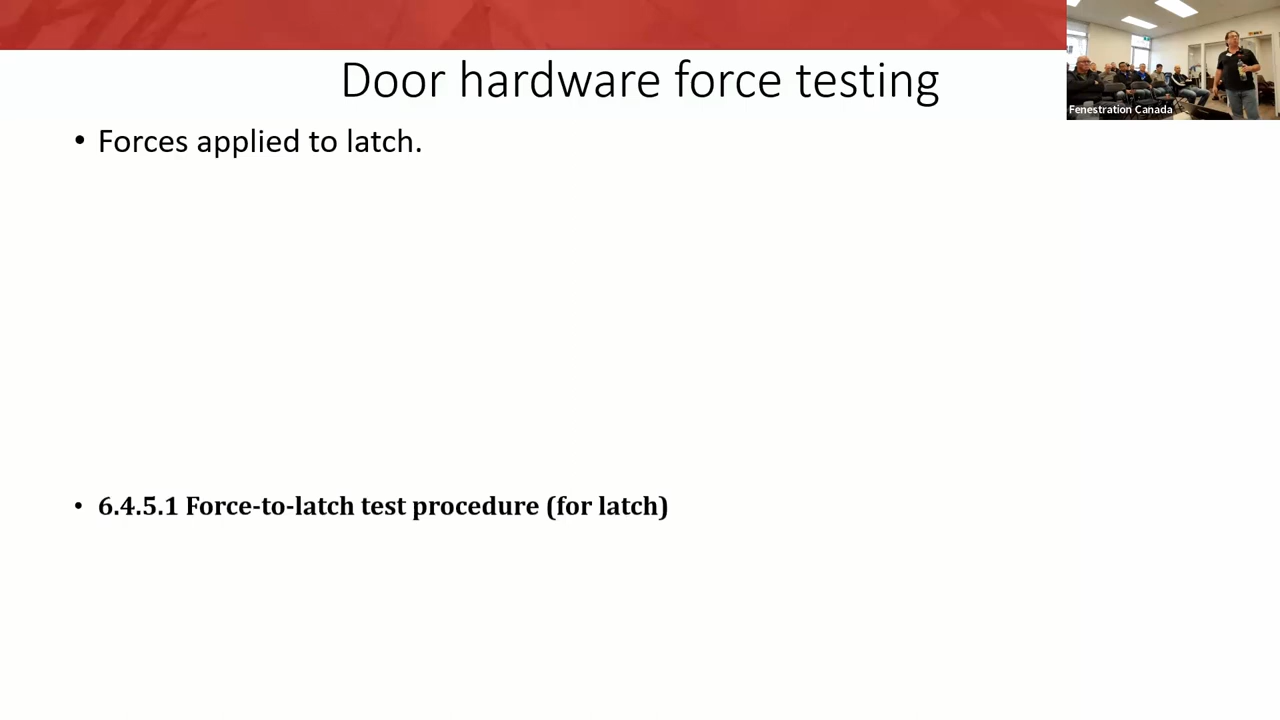 Door hardware force testing
Fenestration Canada
• Forces applied to latch.
• 6.4.5.1 Force-to-latch test procedure (for latch)